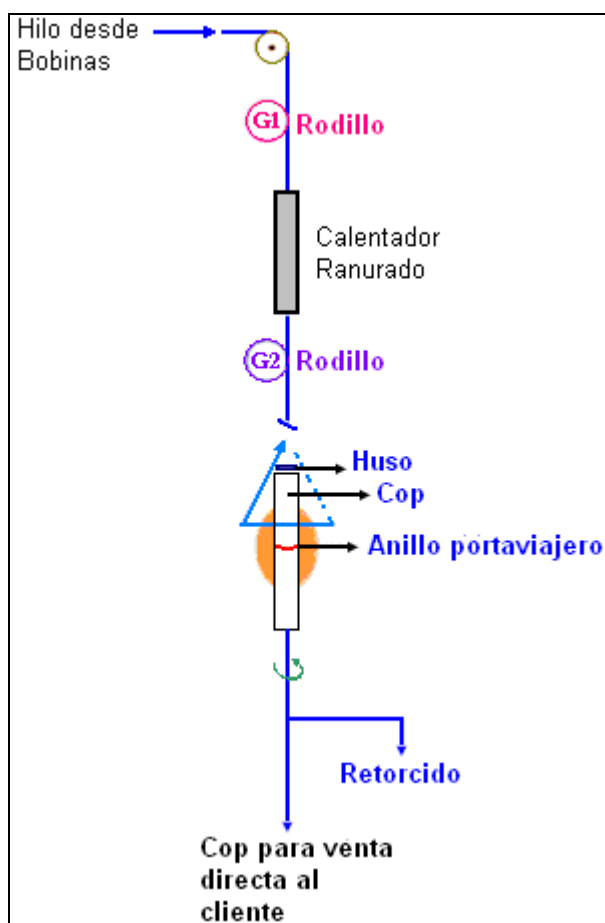 Hilo desde
Bobinas
G1 Rodillo
Calentador
Ranurado
G2 Rodillo
Huso
Cop
Anillo portaviajero
Retorcido
Cop para venta
directa al
cliente